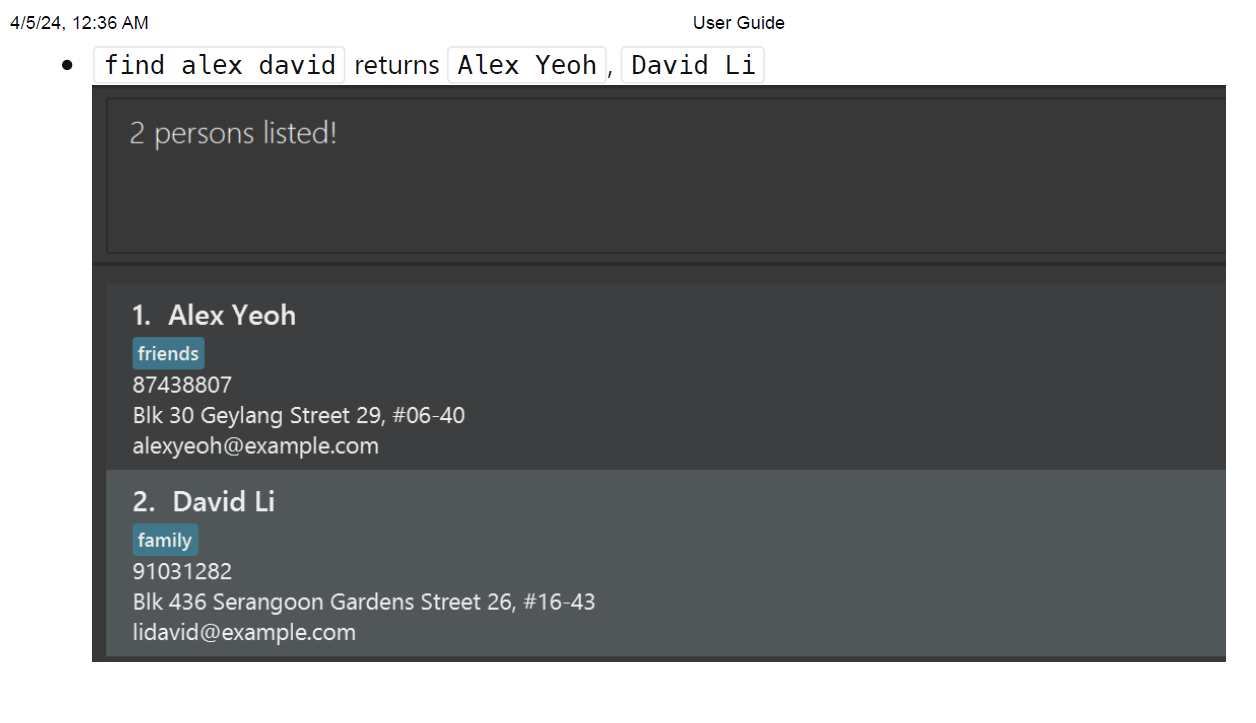 4/5/24, 12:36 AM User Guide
find alex david returns Alex Yeoh, David Li
2 persons listed!
1. Alex Yeoh
friends
87438807
Blk 30 Geylang Street 29, #06-40
alexyeoh@example.com
2. David Li
family
91031282
Blk 436 Serangoon Gardens Street 26, #16-43
lidavid@example.com